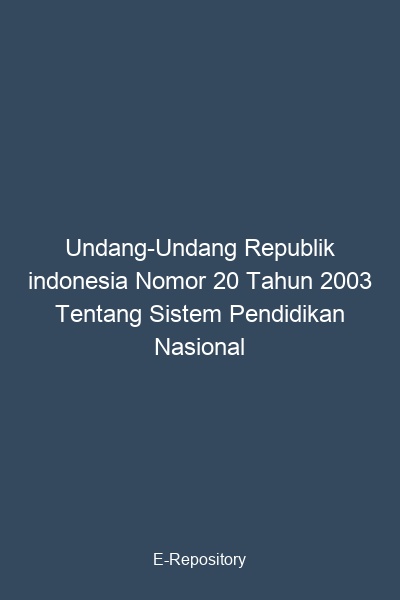 Undang-Undang Republik
indonesia Nomor 20 Tahun 2003
Tentang Sistem Pendidikan
Nasional
E-Repository